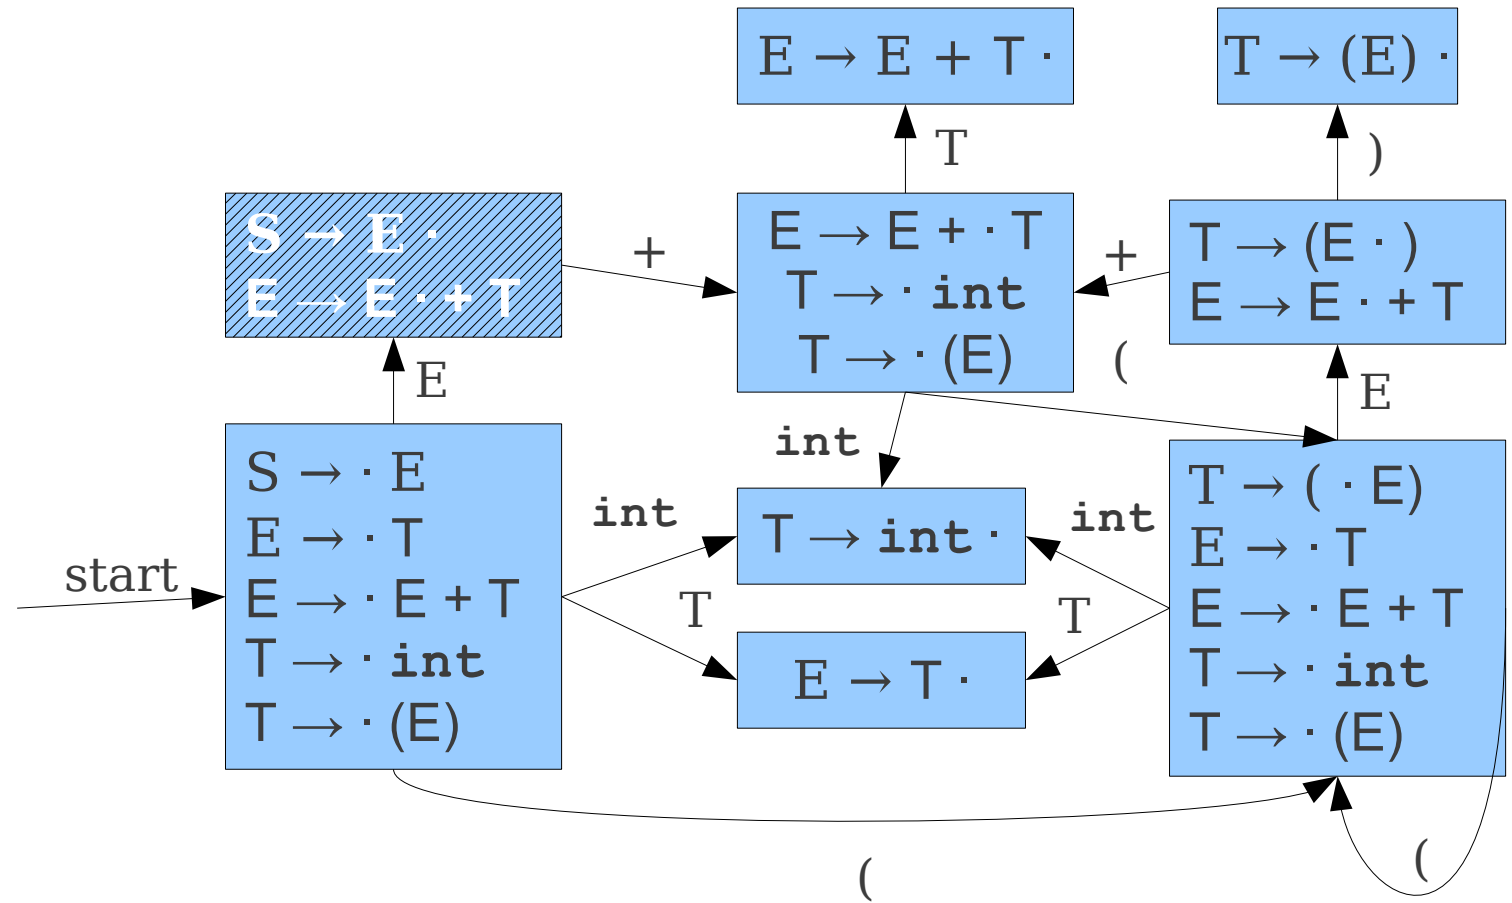 E → E + T ·
T → (E) ·
T
)
S → E ·
E → E · + T
+
E → E + · T
T → · int
T → · (E)
+
T → (E · )
E → E · + T
E
(
E
int
start
S → · E
E → · T
E → · E + T
T → · int
T → · (E)
int
T → int ·
int
T
E → T ·
T
T → ( · E)
E → · T
E → · E + T
T → · int
T → · (E)
(
(